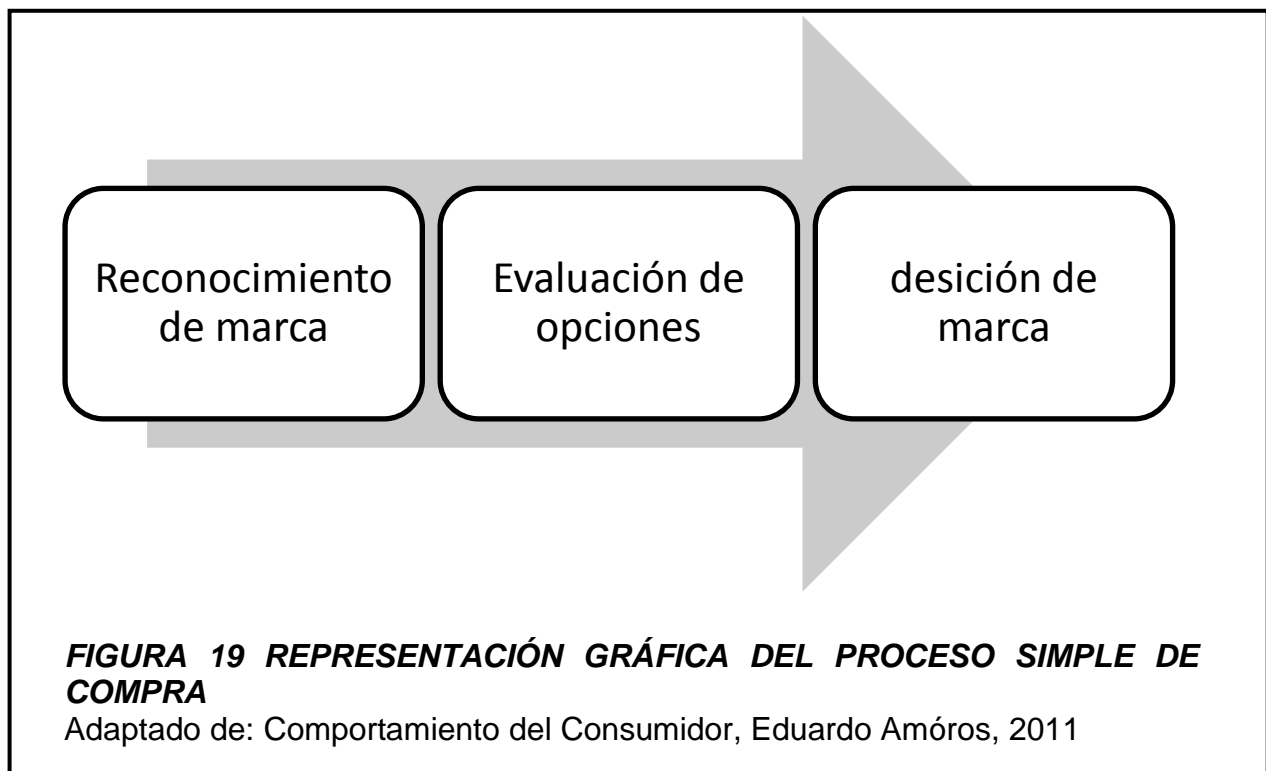 Reconocimiento
de marca
Evaluación de
opciones
desición de
marca
FIGURA 19 REPRESENTACIÓN GRÁFICA DEL PROCESO SIMPLE DE
COMPRA
Adaptado de: Comportamiento del Consumidor, Eduardo Amóros, 2011